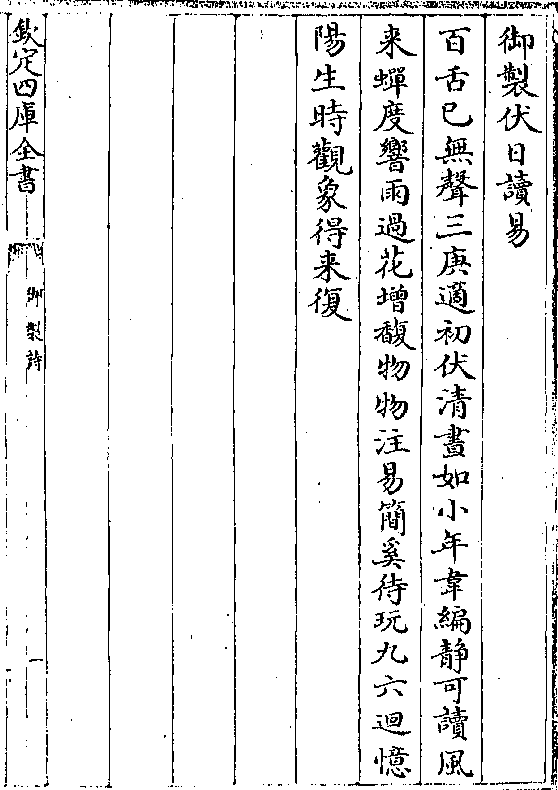 御製伏日讀易
百舌已無聲三庚適初伏清晝如小年韋編靜可讀風
来蟬度響雨過花增馥物物注易簡奚待玩九六迴憶
陽生時觀象得来復
欽定四庫全書
御製詩
一